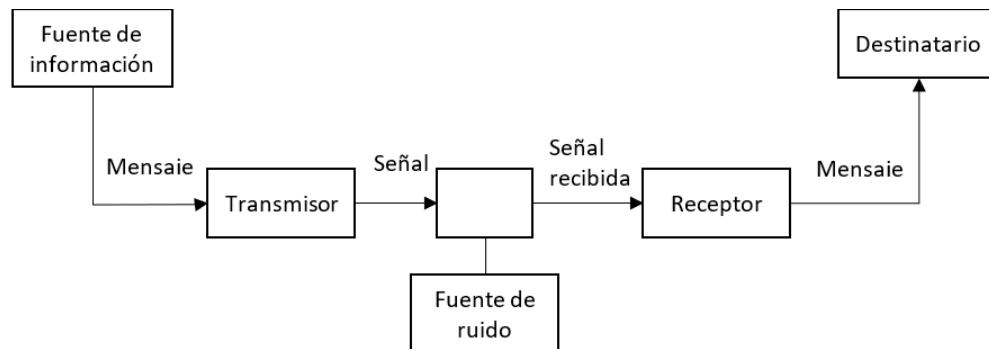 Fuente de
información
Destinatario
Mensaie
Señal
Señal
recibida
Mensaie
Transmisor
Receptor
Fuente de
ruido